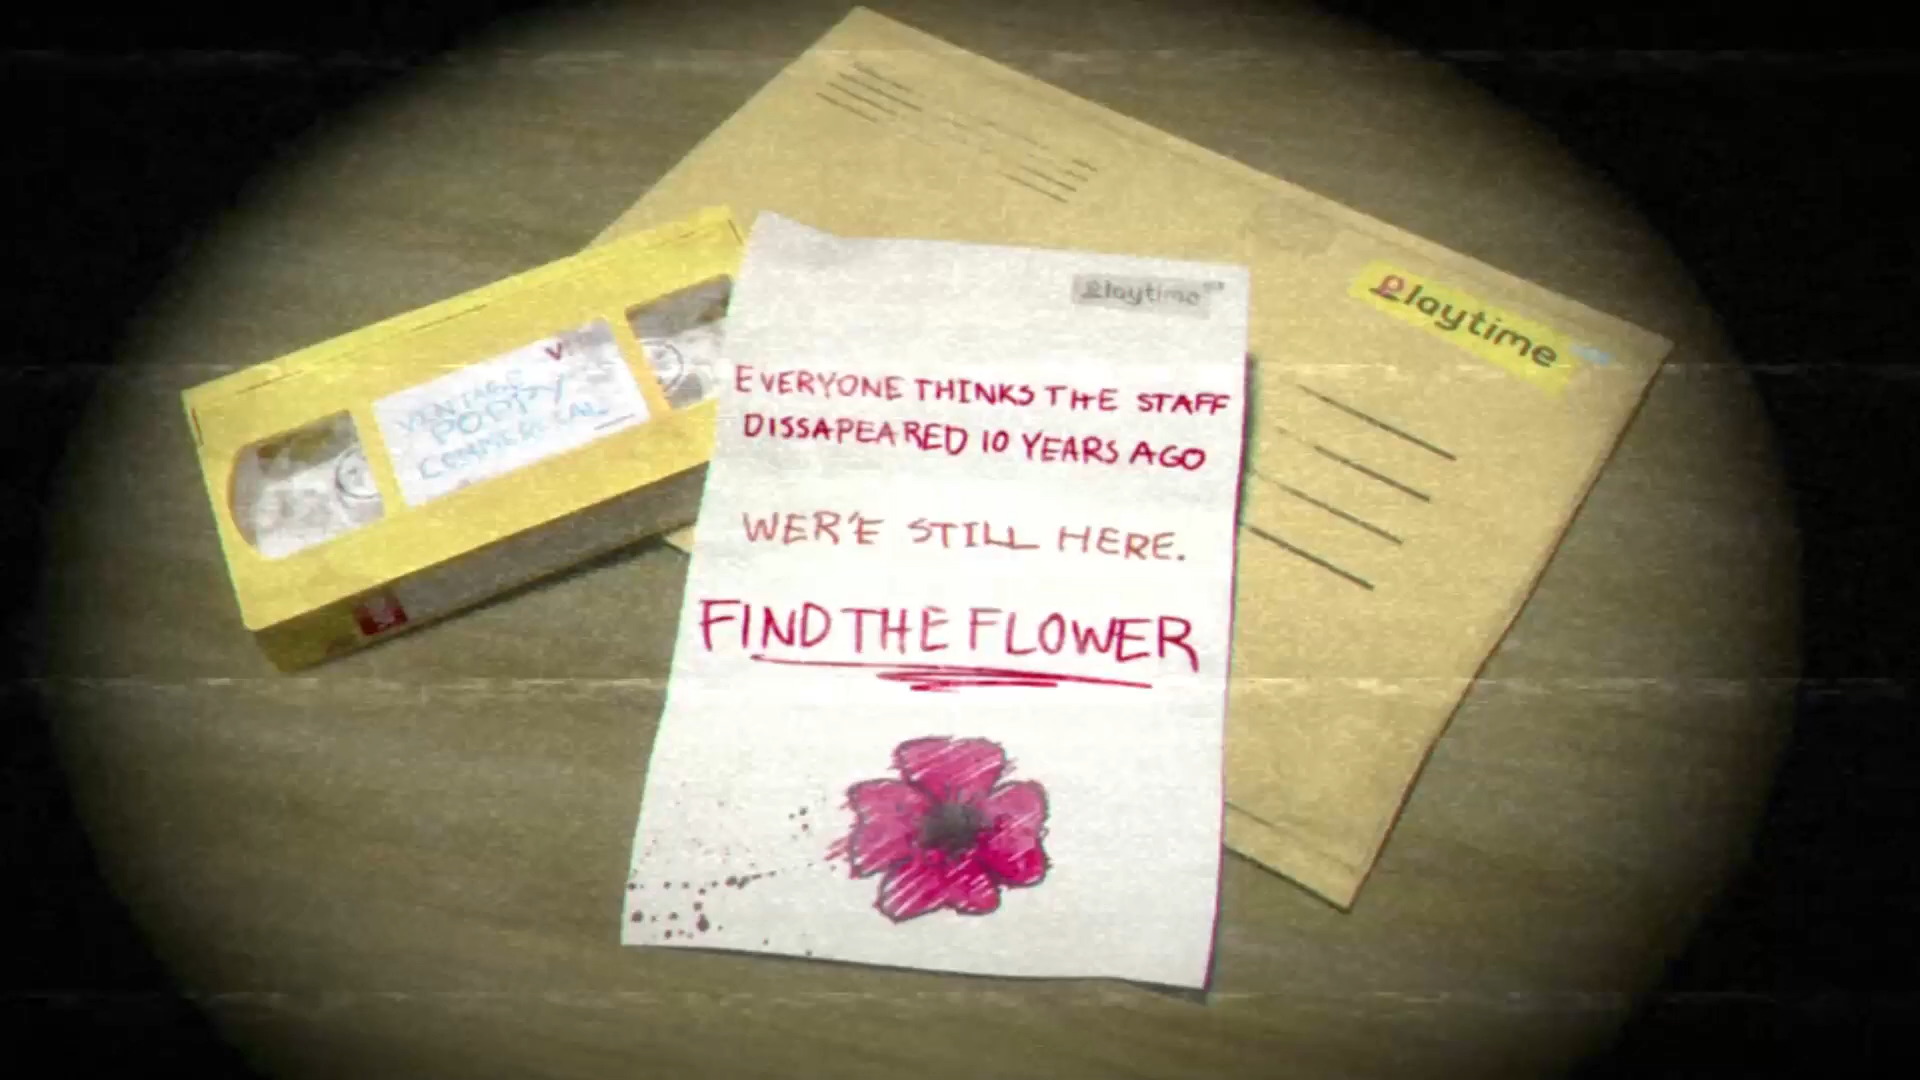 Playtime
Playtime
EVERYONE THINKS THE STAFF
DISSAPEARED 10 YEARS AGO
WER'E STILL HERE.
FIND THE FLOWER
VINTAGE
POPPY
COMMERCIAL